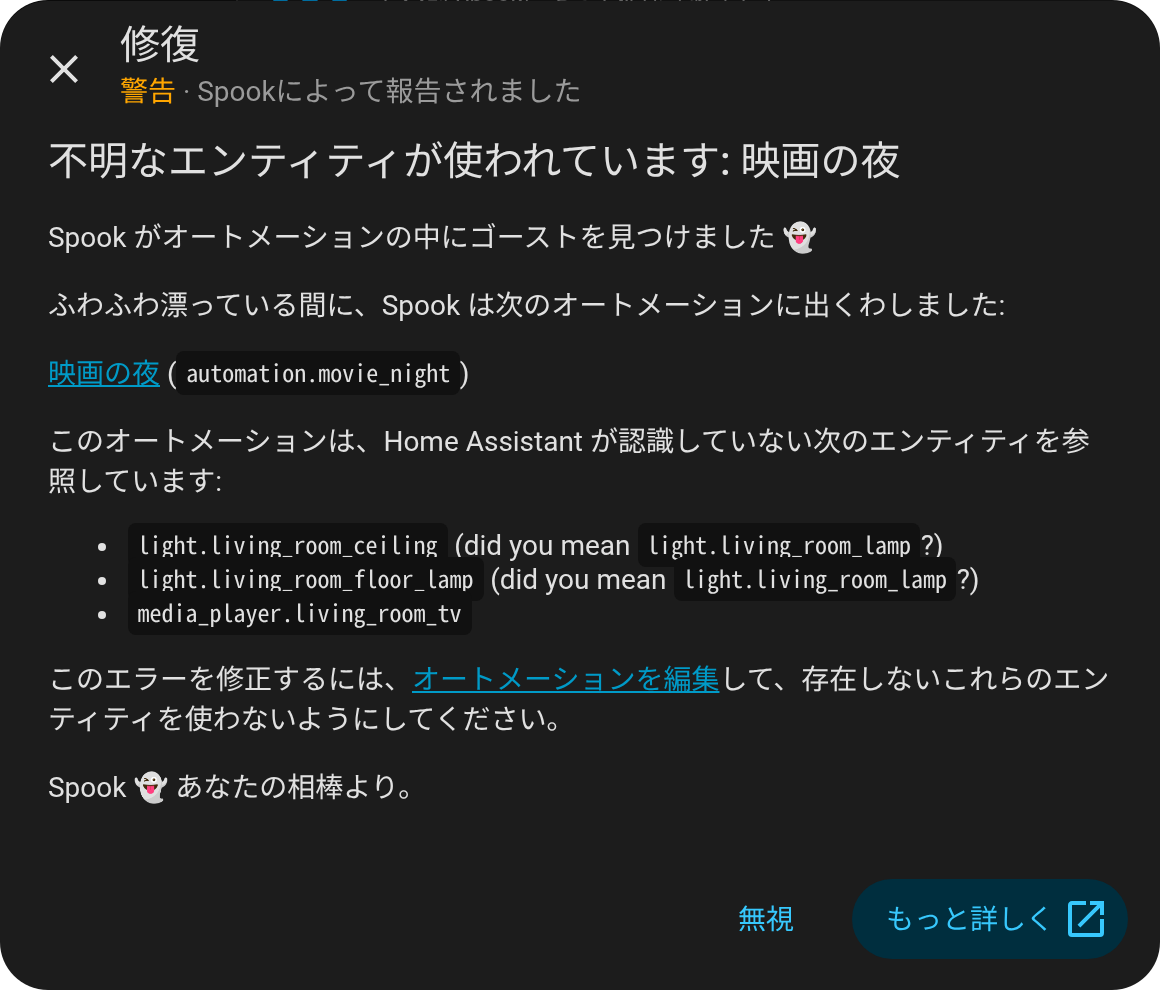 修復
警告 · Spookによって報告されました
不明なエンティティが使われています: 映画の夜
Spook がオートメーションの中にゴーストを見つけました 👻
ふわふわ漂っている間に、Spook は次のオートメーションに出くわしました:
映画の夜 (automation.movie_night)
このオートメーションは、Home Assistant が認識していない次のエンティティを参
照しています:
• light.living_room_ceiling (did you mean light.living_room_lamp?)
• light.living_room_floor_lamp (did you mean light.living_room_lamp?)
• media_player.living_room_tv
このエラーを修正するには、オートメーションを編集して、存在しないこれらのエン
ティティを使わないようにしてください。
Spook 👻 あなたの相棒より。
無視
もっと詳しく